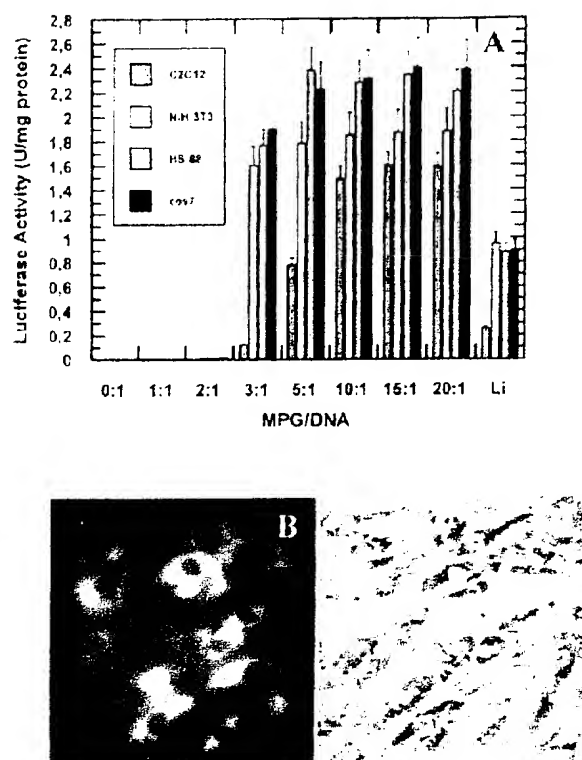 A
2,8
2,6
2,4
2,2
2
1,8
1,6
1,4
1,2
1
0,8
0,6
0,4
0,2
0
Luciferase Activity (U/mg protein)
C2C12
NIH 3T3
HS 68
cos7
0:1 1:1 2:1 3:1 5:1 10:1 15:1 20:1 Li
MPG/DNA
B